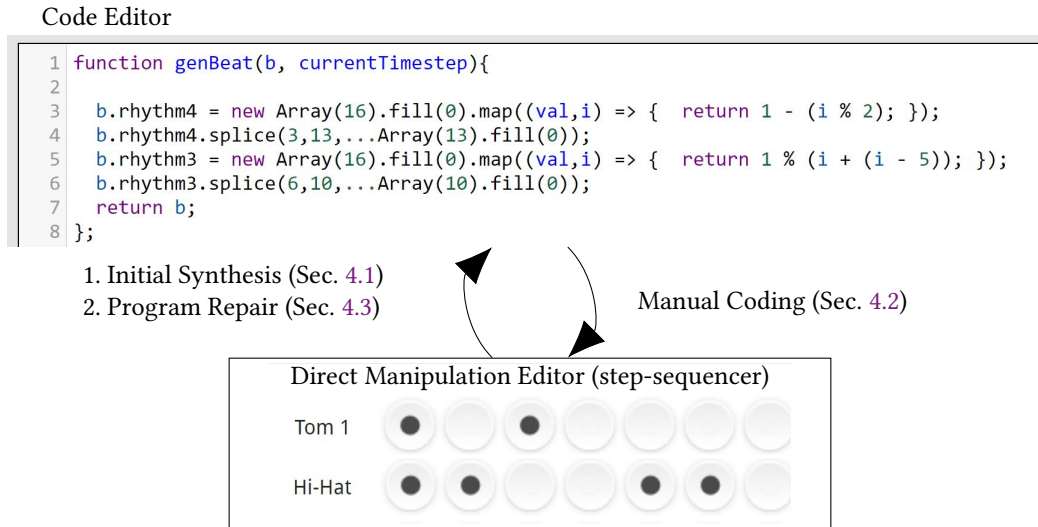 Code Editor
1 function genBeat(b, currentTimestep){
2
3 b.rhythm4 = new Array(16).fill(0).map((val,i) => {  return 1 - (i % 2); });
4 b.rhythm4.splice(3,13,...Array(13).fill(0));
5 b.rhythm3 = new Array(16).fill(0).map((val,i) => {  return 1 % (i + (i - 5)); });
6 b.rhythm3.splice(6,10,...Array(10).fill(0));
7 return b;
8 };
1. Initial Synthesis (Sec. 4.1)
2. Program Repair (Sec. 4.3)
Manual Coding (Sec. 4.2)
Direct Manipulation Editor (step-sequencer)
Tom 1
Hi-Hat